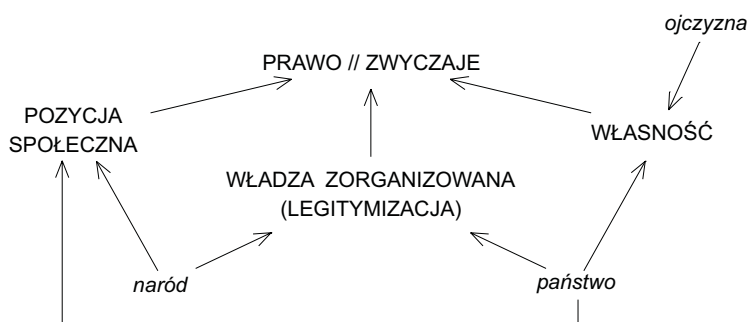 ojczyzna
PRAWO // ZWYCZAJE
POZYCJA
SPOŁECZNA
WŁASNOŚĆ
WŁADZA ZORGANIZOWANA
(LEGITYMIZACJA)
naród
państwo